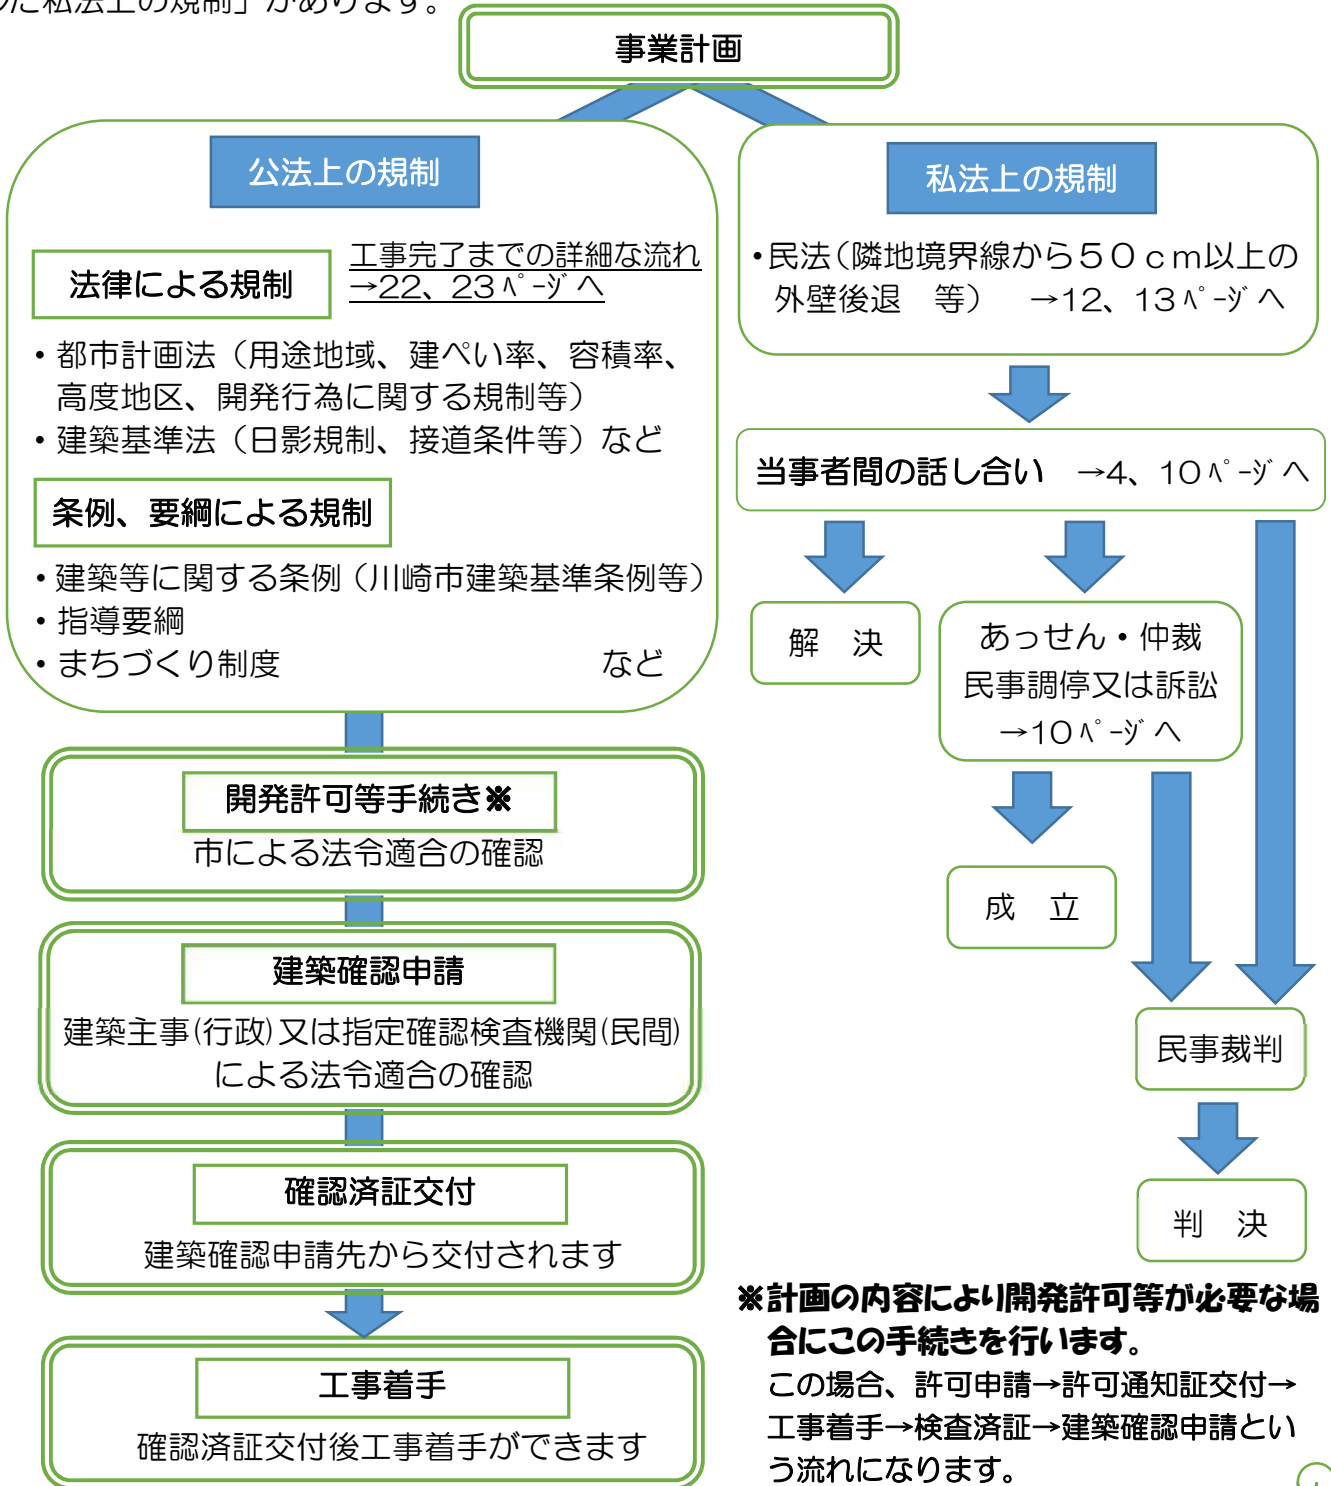 った私法上の規制」があります。
事業計画
公法上の規制
法律による規制
工事完了までの詳細な流れ
→22、23ﾍﾟｰｼﾞへ
・都市計画法（用途地域、建ぺい率、容積率、
高度地区、開発行為に関する規制等）
・建築基準法（日影規制、接道条件等）など
条例、要綱による規制
・建築等に関する条例（川崎市建築基準条例等）
・指導要綱
・まちづくり制度　など
開発許可等手続き※
市による法令適合の確認
建築確認申請
建築主事(行政)又は指定確認検査機関(民間)
による法令適合の確認
確認済証交付
建築確認申請先から交付されます
工事着手
確認済証交付後工事着手ができます
私法上の規制
・民法（隣地境界線から５０ｃｍ以上の
外壁後退　等）　→12、13ﾍﾟｰｼﾞへ
当事者間の話し合い　→4、10ﾍﾟｰｼﾞへ
解　決
あっせん・仲裁
民事調停又は訴訟
→10ﾍﾟｰｼﾞへ
成　立
民事裁判
判　決
※計画の内容により開発許可等が必要な場
合にこの手続きを行います。
この場合、許可申請→許可通知証交付→
工事着手→検査済証→建築確認申請とい
う流れになります。